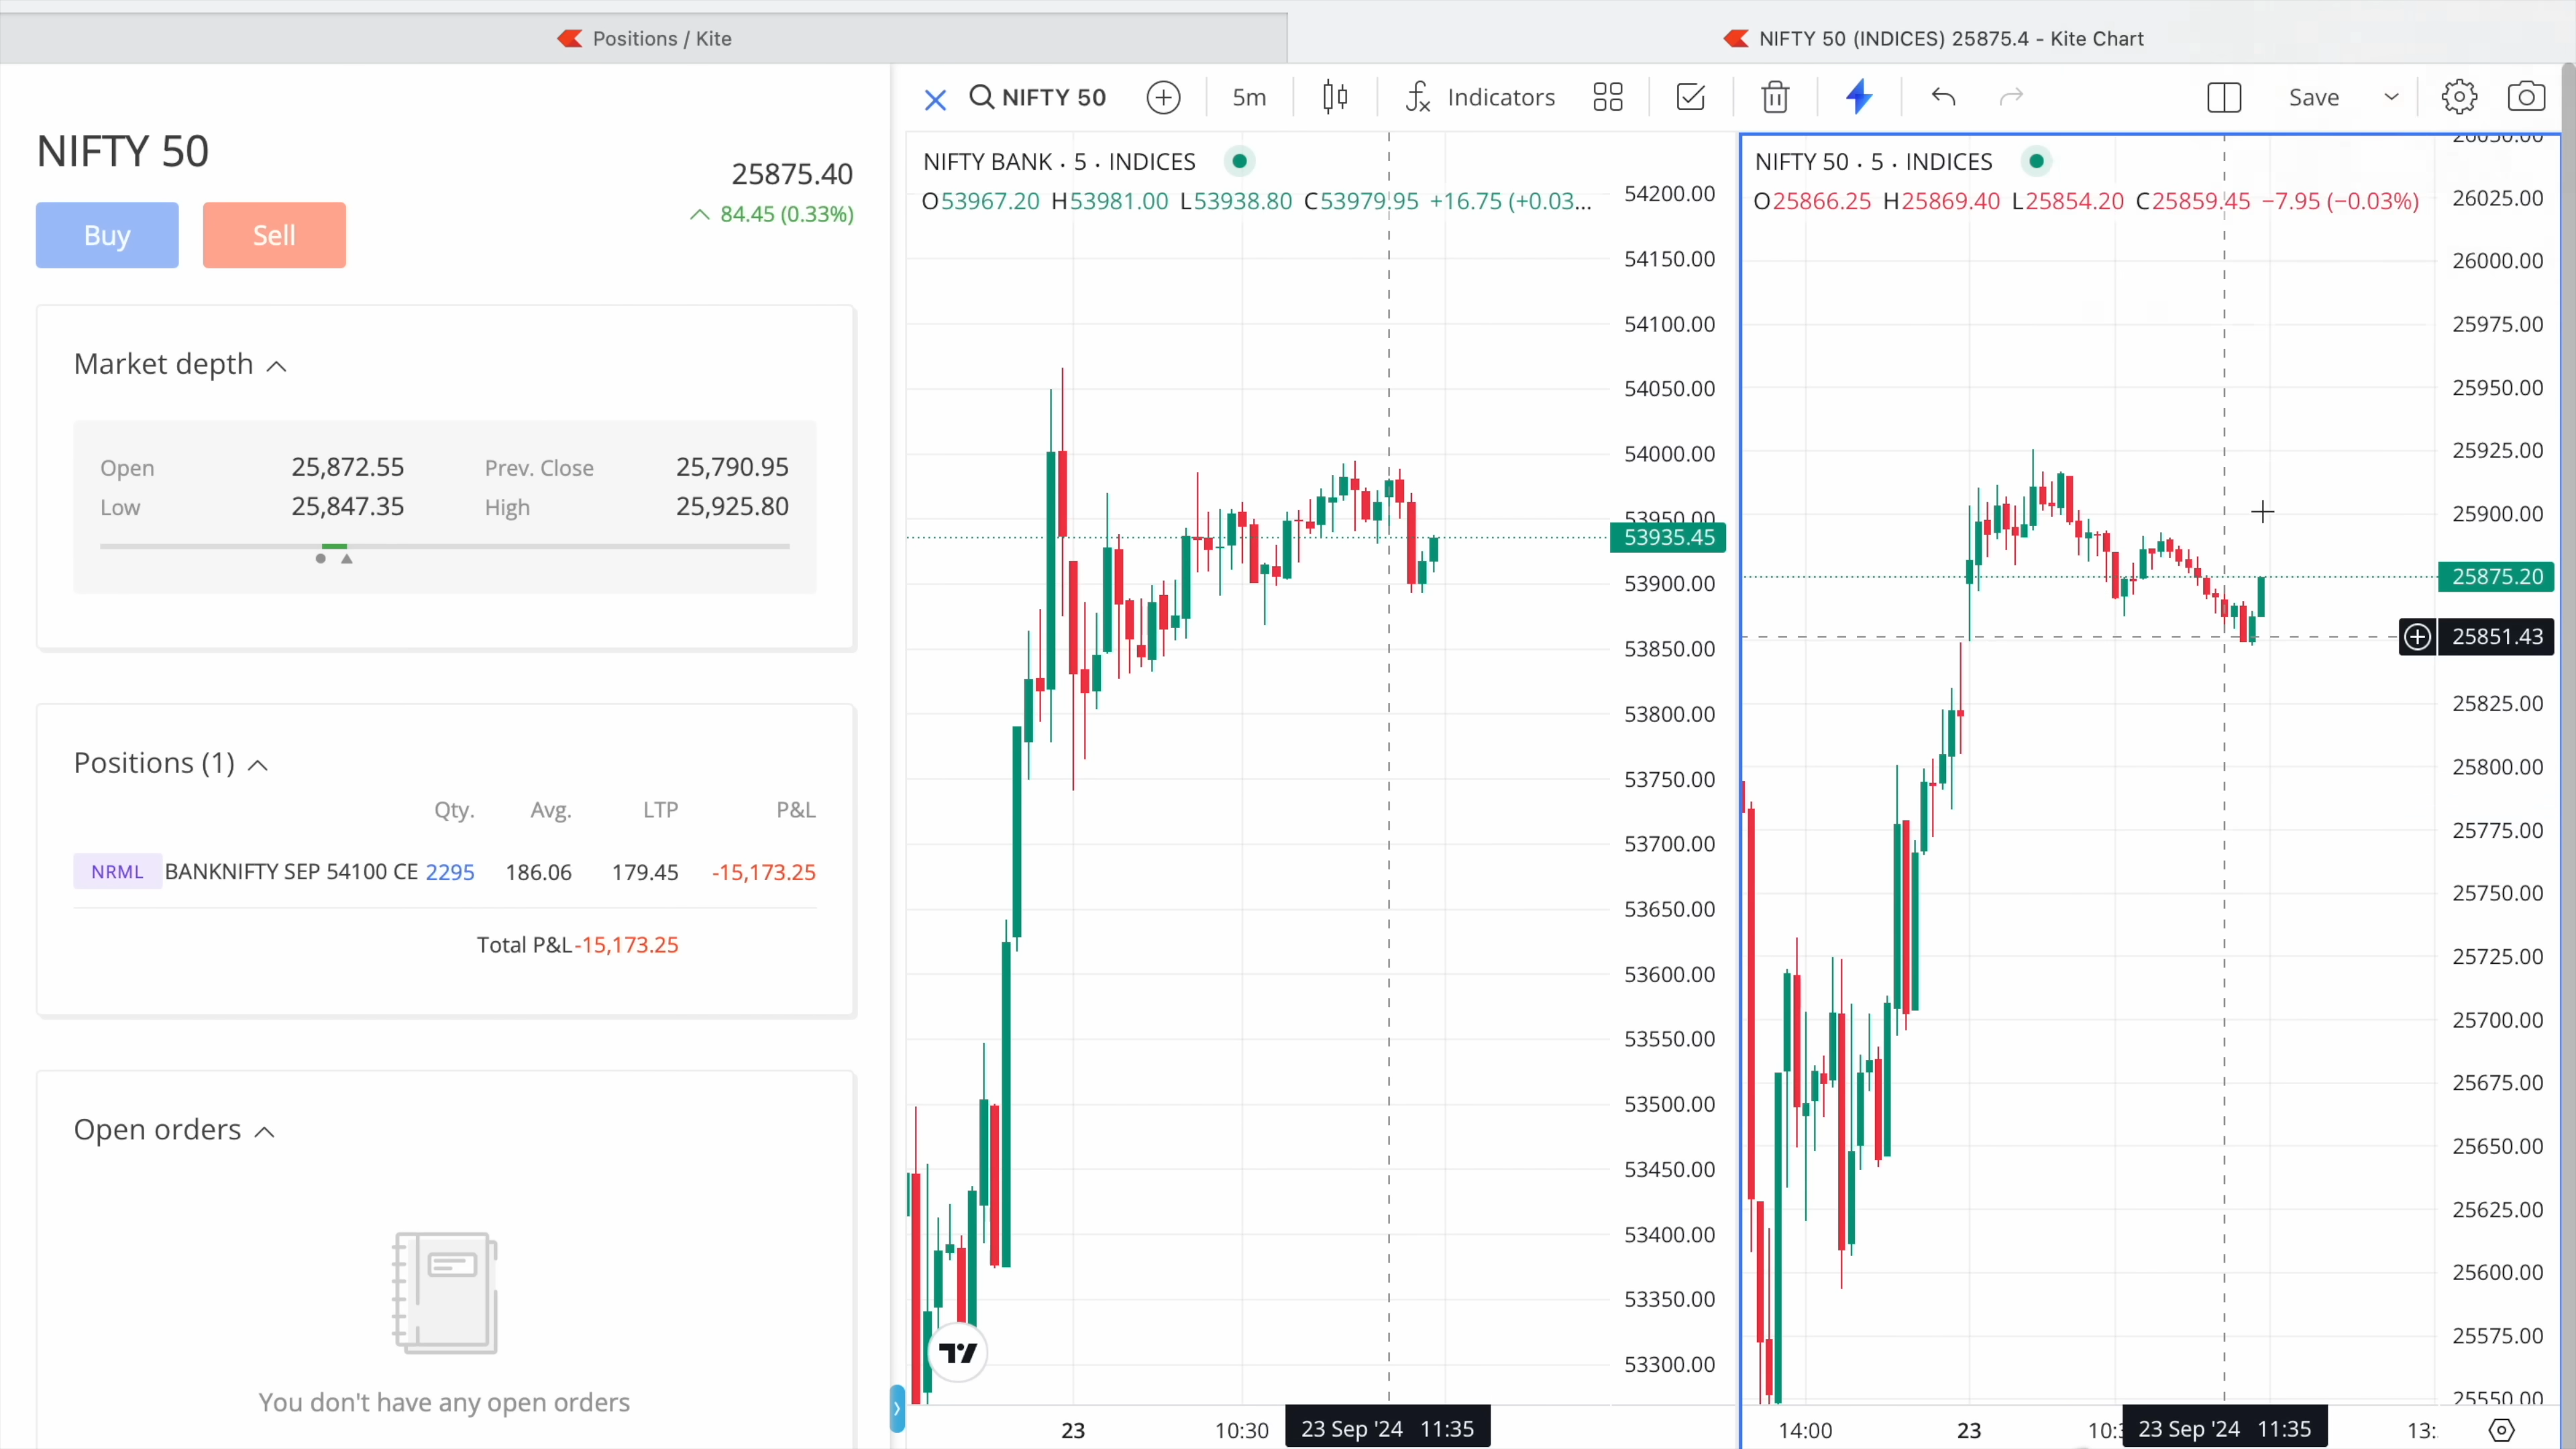 Positions / Kite
NIFTY 50 (INDICES) 25875.4 - Kite Chart
NIFTY 50
25875.40
84.45 (0.33%)
Buy
Sell
Market depth
Open 25,872.55 Prev. Close 25,790.95
Low 25,847.35 High 25,925.80
Positions (1)
Qty. Avg. LTP P&L
NRML BANKNIFTY SEP 54100 CE 2295 186.06 179.45 -15,173.25
Total P&L -15,173.25
Open orders
You don't have any open orders
NIFTY 50 5m Indicators Save
NIFTY BANK · 5 · INDICES
O53967.20 H53981.00 L53938.80 C53979.95 +16.75 (+0.03...
54200.00
54150.00
54100.00
54050.00
54000.00
53950.00
53935.45
53900.00
53850.00
53800.00
53750.00
53700.00
53650.00
53600.00
53550.00
53500.00
53450.00
53400.00
53350.00
53300.00
23 10:30 23 Sep '24 11:35
NIFTY 50 · 5 · INDICES
O25866.25 H25869.40 L25854.20 C25859.45 −7.95 (−0.03%)
26050.00
26025.00
26000.00
25975.00
25950.00
25925.00
25900.00
25875.20
25851.43
25825.00
25800.00
25775.00
25750.00
25725.00
25700.00
25675.00
25650.00
25625.00
25600.00
25575.00
25550.00
14:00 23 10:3 23 Sep '24 11:35 13: